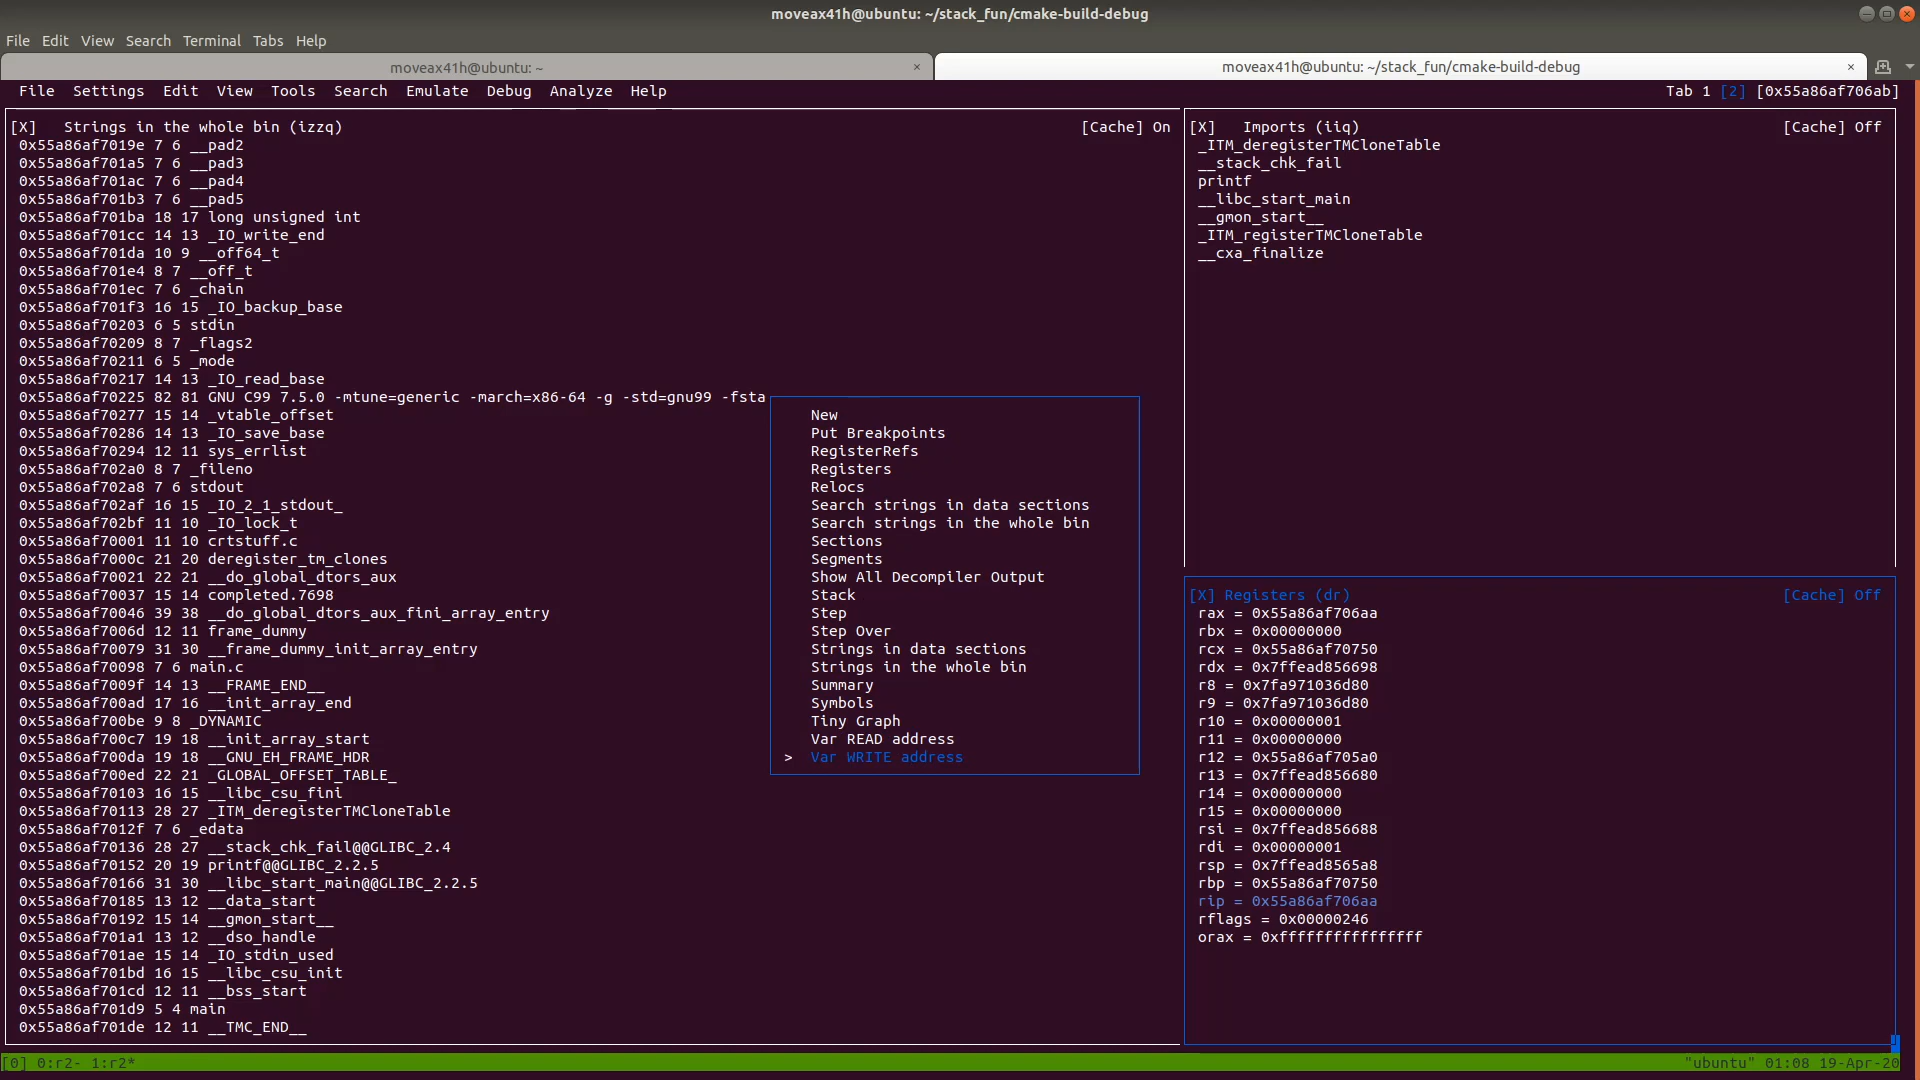 moveax41h@ubuntu: ~/stack_fun/cmake-build-debug
File Edit View Search Terminal Tabs Help
moveax41h@ubuntu: ~ ×
moveax41h@ubuntu: ~/stack_fun/cmake-build-debug ×
File Settings Edit View Tools Search Emulate Debug Analyze Help
Tab 1 [2] [0x55a86af706ab]
[X] Strings in the whole bin (izzq) [Cache] On
0x55a86af7019e 7 6 __pad2
0x55a86af701a5 7 6 __pad3
0x55a86af701ac 7 6 __pad4
0x55a86af701b3 7 6 __pad5
0x55a86af701ba 18 17 long unsigned int
0x55a86af701cc 14 13 _IO_write_end
0x55a86af701da 10 9 __off64_t
0x55a86af701e4 8 7 __off_t
0x55a86af701ec 7 6 _chain
0x55a86af701f3 16 15 _IO_backup_base
0x55a86af70203 6 5 stdin
0x55a86af70209 8 7 _flags2
0x55a86af70211 6 5 _mode
0x55a86af70217 14 13 _IO_read_base
0x55a86af70225 82 81 GNU C99 7.5.0 -mtune=generic -march=x86-64 -g -std=gnu99 -fsta
0x55a86af70277 15 14 _vtable_offset
0x55a86af70286 14 13 _IO_save_base
0x55a86af70294 12 11 sys_errlist
0x55a86af702a0 8 7 _fileno
0x55a86af702a8 7 6 stdout
0x55a86af702af 16 15 _IO_2_1_stdout_
0x55a86af702bf 11 10 _IO_lock_t
0x55a86af70001 11 10 crtstuff.c
0x55a86af7000c 21 20 deregister_tm_clones
0x55a86af70021 22 21 __do_global_dtors_aux
0x55a86af70037 15 14 completed.7698
0x55a86af70046 39 38 __do_global_dtors_aux_fini_array_entry
0x55a86af7006d 12 11 frame_dummy
0x55a86af70079 31 30 __frame_dummy_init_array_entry
0x55a86af70098 7 6 main.c
0x55a86af7009f 14 13 __FRAME_END__
0x55a86af700ad 17 16 __init_array_end
0x55a86af700be 9 8 _DYNAMIC
0x55a86af700c7 19 18 __init_array_start
0x55a86af700da 19 18 __GNU_EH_FRAME_HDR
0x55a86af700ed 22 21 _GLOBAL_OFFSET_TABLE_
0x55a86af70103 16 15 __libc_csu_fini
0x55a86af70113 28 27 _ITM_deregisterTMCloneTable
0x55a86af7012f 7 6 _edata
0x55a86af70136 28 27 __stack_chk_fail@@GLIBC_2.4
0x55a86af70152 20 19 printf@@GLIBC_2.2.5
0x55a86af70166 31 30 __libc_start_main@@GLIBC_2.2.5
0x55a86af70185 13 12 __data_start
0x55a86af70192 15 14 __gmon_start__
0x55a86af701a1 13 12 __dso_handle
0x55a86af701ae 15 14 _IO_stdin_used
0x55a86af701bd 16 15 __libc_csu_init
0x55a86af701cd 12 11 __bss_start
0x55a86af701d9 5 4 main
0x55a86af701de 12 11 __TMC_END__
New
Put Breakpoints
RegisterRefs
Registers
Relocs
Search strings in data sections
Search strings in the whole bin
Sections
Segments
Show All Decompiler Output
Stack
Step
Step Over
Strings in data sections
Strings in the whole bin
Summary
Symbols
Tiny Graph
Var READ address
> Var WRITE address
[X] Imports (iiq) [Cache] Off
_ITM_deregisterTMCloneTable
__stack_chk_fail
printf
__libc_start_main
__gmon_start__
_ITM_registerTMCloneTable
__cxa_finalize
[X] Registers (dr) [Cache] Off
rax = 0x55a86af706aa
rbx = 0x00000000
rcx = 0x55a86af70750
rdx = 0x7ffead856698
r8 = 0x7fa971036d80
r9 = 0x7fa971036d80
r10 = 0x00000001
r11 = 0x00000000
r12 = 0x55a86af705a0
r13 = 0x7ffead856680
r14 = 0x00000000
r15 = 0x00000000
rsi = 0x7ffead856688
rdi = 0x00000001
rsp = 0x7ffead8565a8
rbp = 0x55a86af70750
rip = 0x55a86af706aa
rflags = 0x00000246
orax = 0xffffffffffffffff
[0] 0:r2- 1:r2* "ubuntu" 01:08 19-Apr-20